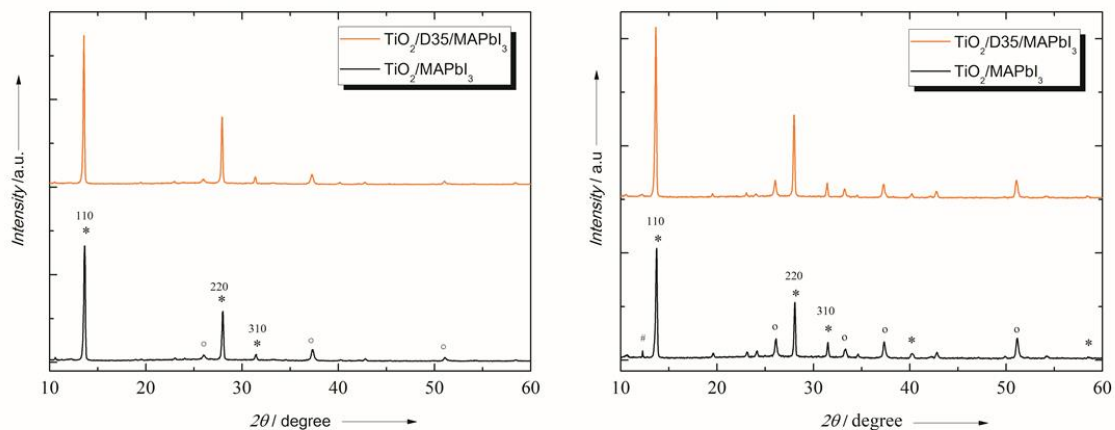 TiO2/D35/MAPbI3
TiO2/MAPbI3
Intensity / a.u.
110
*
220
*
310
*
○
○
○
10 20 30 40 50 60
2θ / degree
TiO2/D35/MAPbI3
TiO2/MAPbI3
Intensity / a.u
110
*
220
*
310
*
#
o
o
o
*
o
*
10 20 30 40 50 60
2θ / degree